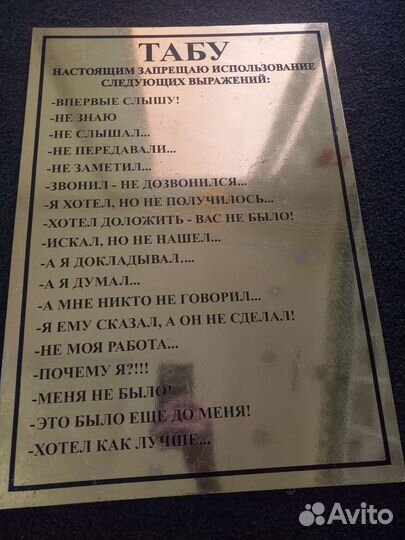 ТАБУ
НАСТОЯЩИМ ЗАПРЕЩАЮ ИСПОЛЬЗОВАНИЕ
СЛЕДУЮЩИХ ВЫРАЖЕНИЙ:
-ВПЕРВЫЕ СЛЫШУ!
-НЕ ЗНАЮ
-НЕ СЛЫШАЛ...
-НЕ ПЕРЕДАВАЛИ...
-НЕ ЗАМЕТИЛ...
-ЗВОНИЛ - НЕ ДОЗВОНИЛСЯ...
-Я ХОТЕЛ, НО НЕ ПОЛУЧИЛОСЬ...
-ХОТЕЛ ДОЛОЖИТЬ - ВАС НЕ БЫЛО!
-ИСКАЛ, НО НЕ НАШЕЛ...
-А Я ДОКЛАДЫВАЛ....
-А Я ДУМАЛ...
-А МНЕ НИКТО НЕ ГОВОРИЛ...
-Я ЕМУ СКАЗАЛ, А ОН НЕ СДЕЛАЛ!
-НЕ МОЯ РАБОТА...
-ПОЧЕМУ Я?!!!
-МЕНЯ НЕ БЫЛО!
-ЭТО БЫЛО ЕЩЕ ДО МЕНЯ!
-ХОТЕЛ КАК ЛУЧШЕ...
Avito